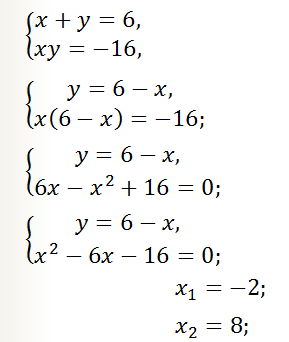 {x + y = 6,
xy = −16,
{y = 6 − x,
x(6 − x) = −16;
{y = 6 − x,
6x − x² + 16 = 0;
{y = 6 − x,
x² − 6x − 16 = 0;
x₁ = −2;
x₂ = 8;